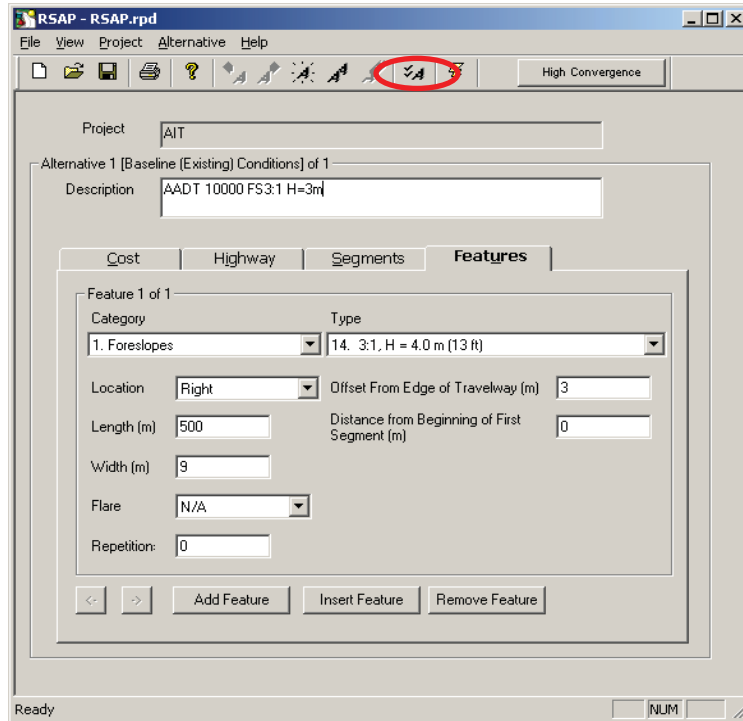 RSAP - RSAP.rpd
File View Project Alternative Help
High Convergence
Project AIT
Alternative 1 [Baseline (Existing) Conditions] of 1
Description AADT 10000 FS3:1 H=3m
Cost Highway Segments Features
Feature 1 of 1
Category Type
1. Foreslopes 14. 3:1, H = 4.0 m (13 ft)
Location Right Offset From Edge of Travelway (m) 3
Length (m) 500 Distance from Beginning of First Segment (m) 0
Width (m) 9
Flare N/A
Repetition: 0
<- -> Add Feature Insert Feature Remove Feature
Ready NUM